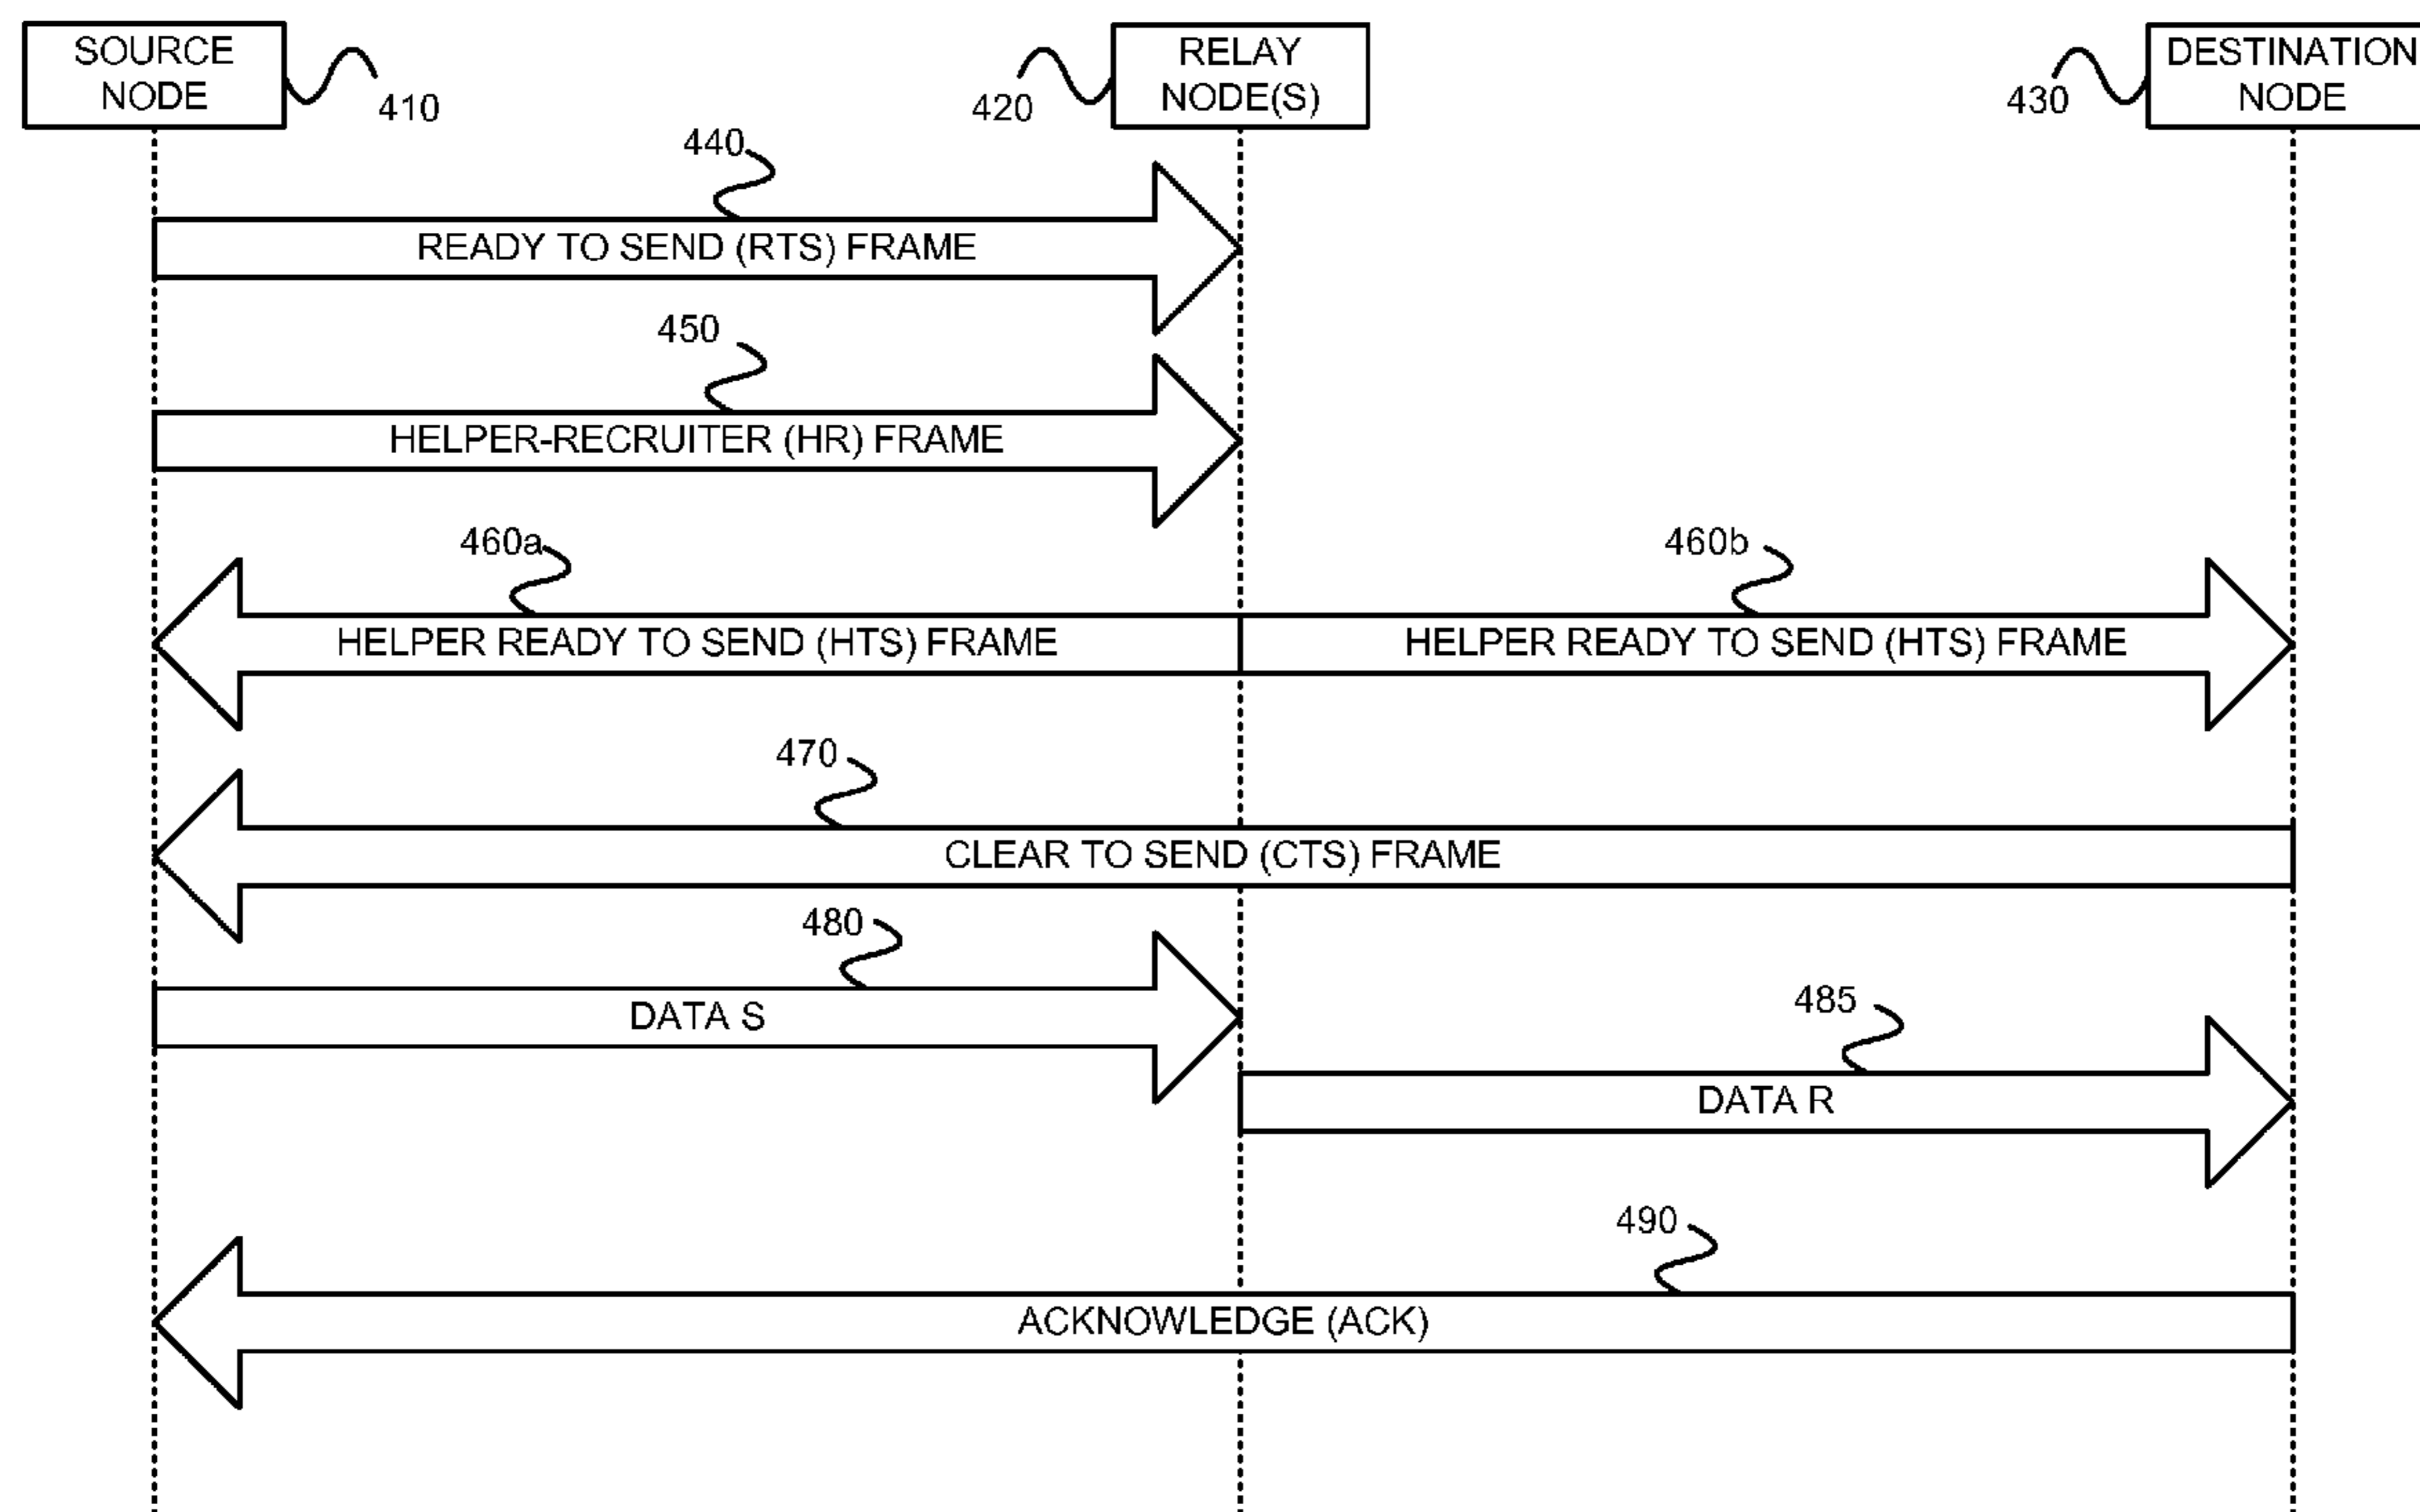 SOURCE
NODE
410
RELAY
NODE(S)
420
DESTINATION
NODE
430
440
READY TO SEND (RTS) FRAME
450
HELPER-RECRUITER (HR) FRAME
460a
460b
HELPER READY TO SEND (HTS) FRAME
HELPER READY TO SEND (HTS) FRAME
470
CLEAR TO SEND (CTS) FRAME
480
DATA S
485
DATA R
490
ACKNOWLEDGE (ACK)